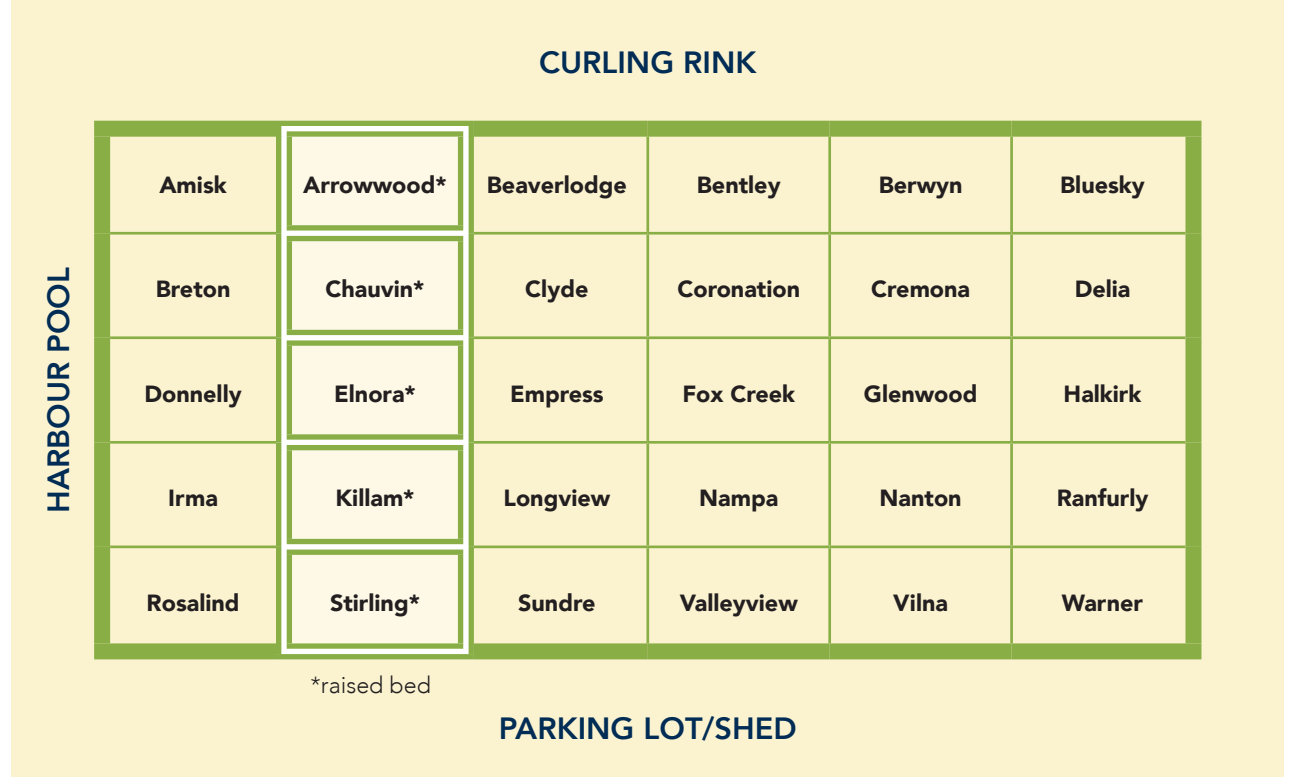 CURLING RINK
HARBOUR POOL
Amisk Arrowwood* Beaverlodge Bentley Berwyn Bluesky
Breton Chauvin* Clyde Coronation Cremona Delia
Donnelly Elnora* Empress Fox Creek Glenwood Halkirk
Irma Killam* Longview Nampa Nanton Ranfurly
Rosalind Stirling* Sundre Valleyview Vilna Warner
*raised bed
PARKING LOT/SHED